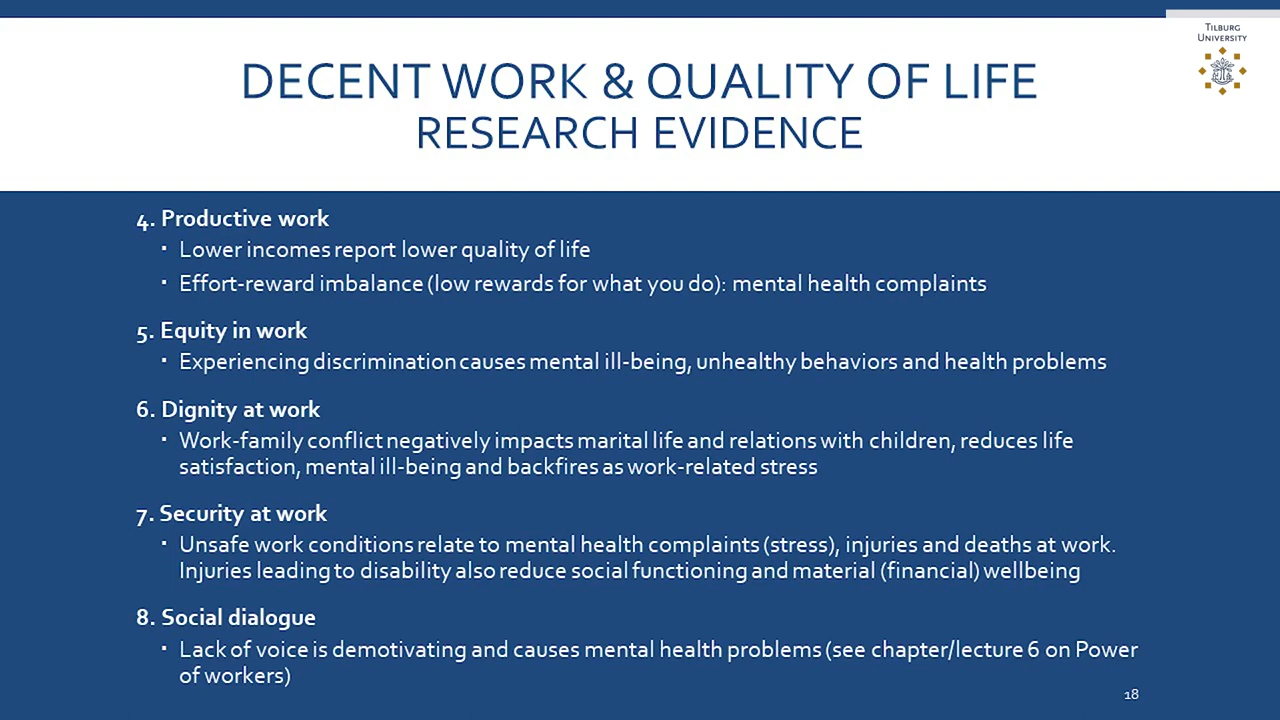 TILBURG
UNIVERSITY
DECENT WORK & QUALITY OF LIFE
RESEARCH EVIDENCE
4. Productive work
▪ Lower incomes report lower quality of life
▪ Effort-reward imbalance (low rewards for what you do): mental health complaints
5. Equity in work
▪ Experiencing discrimination causes mental ill-being, unhealthy behaviors and health problems
6. Dignity at work
▪ Work-family conflict negatively impacts marital life and relations with children, reduces life
satisfaction, mental ill-being and backfires as work-related stress
7. Security at work
▪ Unsafe work conditions relate to mental health complaints (stress), injuries and deaths at work.
Injuries leading to disability also reduce social functioning and material (financial) wellbeing
8. Social dialogue
▪ Lack of voice is demotivating and causes mental health problems (see chapter/lecture 6 on Power
of workers)
18